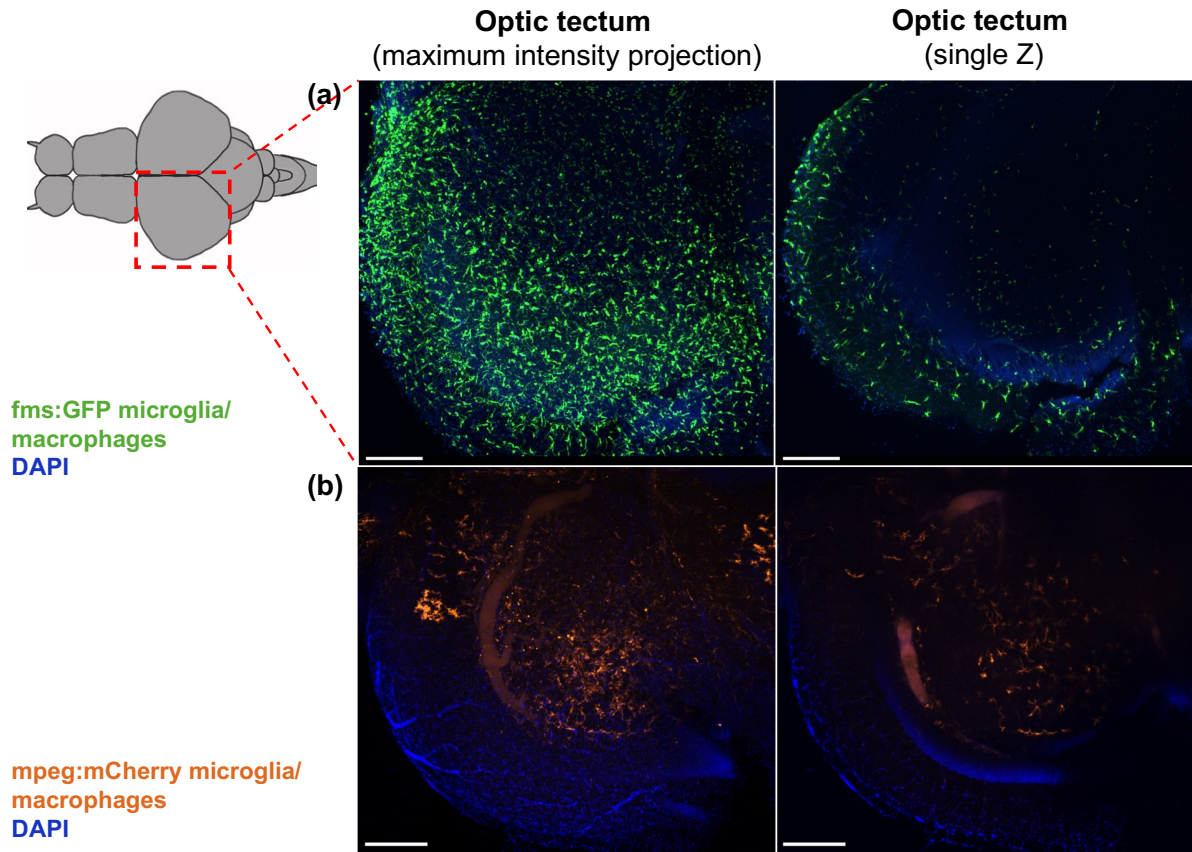 Optic tectum
(maximum intensity projection)
Optic tectum
(single Z)
(a)
fms:GFP microglia/
macrophages
DAPI
(b)
mpeg:mCherry microglia/
macrophages
DAPI